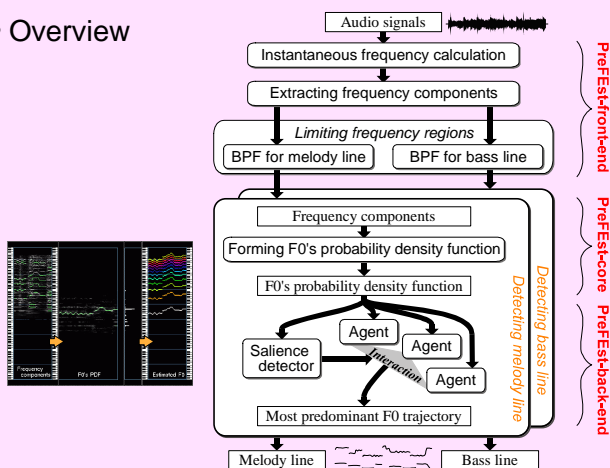 Overview
Audio signals
Instantaneous frequency calculation
Extracting frequency components
Limiting frequency regions
BPF for melody line
BPF for bass line
Frequency components
Forming F0's probability density function
F0's probability density function
Salience
detector
Agent
Agent
Agent
Interaction
Most predominant F0 trajectory
Detecting melody line
Detecting bass line
Melody line
Bass line
PreFEst-front-end
PreFEst-core
PreFEst-back-end
Frequency
components
F0's PDF
Estimated F0